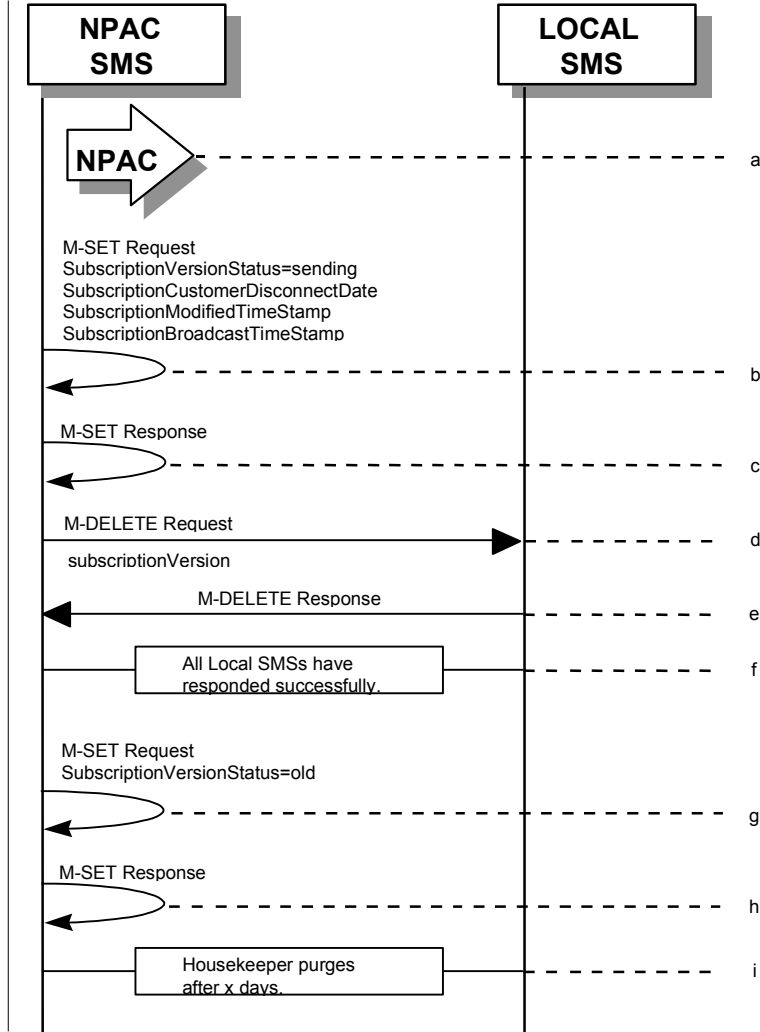 NPAC
SMS
LOCAL
SMS
NPAC
a
M-SET Request
SubscriptionVersionStatus=sending
SubscriptionCustomerDisconnectDate
SubscriptionModifiedTimeStamp
SubscriptionBroadcastTimeStamp
b
M-SET Response
c
M-DELETE Request
d
subscriptionVersion
M-DELETE Response
e
All Local SMSs have
responded successfully.
f
M-SET Request
SubscriptionVersionStatus=old
g
M-SET Response
h
Housekeeper purges
after x days.
i